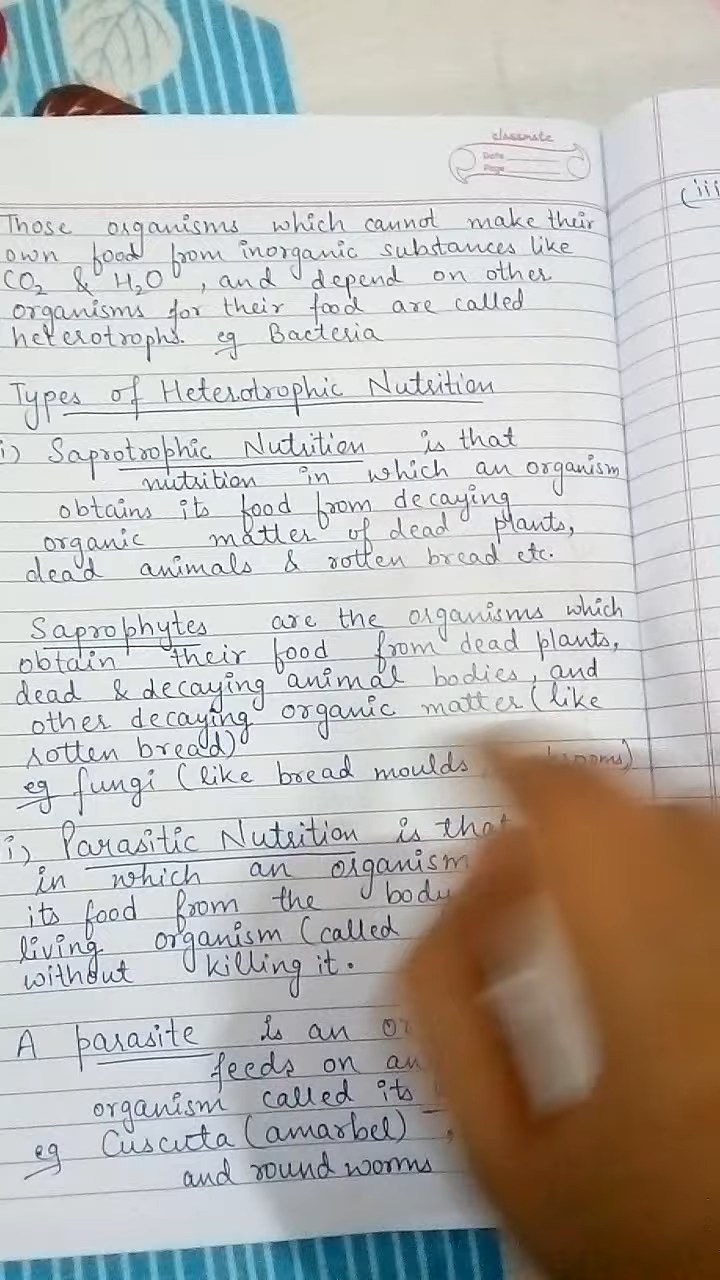 classmate
Date
Page
(iii
Those organisms which cannot make their
own food from inorganic substances like
CO₂ & H₂O , and depend on other
organisms for their food are called
heterotrophs. eg Bacteria
Types of Heterotrophic Nutrition
i) Saprotrophic Nutrition is that
nutrition in which an organism
obtains its food from decaying
organic matter of dead plants,
dead animals & rotten bread etc.
Saprophytes are the organisms which
obtain their food from dead plants,
dead & decaying animal bodies, and
other decaying organic matter (like
rotten bread)
eg fungi (like bread moulds
i) Parasitic Nutrition is that
in which an organism
its food from the body
living organism (called
without killing it.
A parasite is an
feeds on
organism called its
eg Cuscuta (amarbel)
and round worms